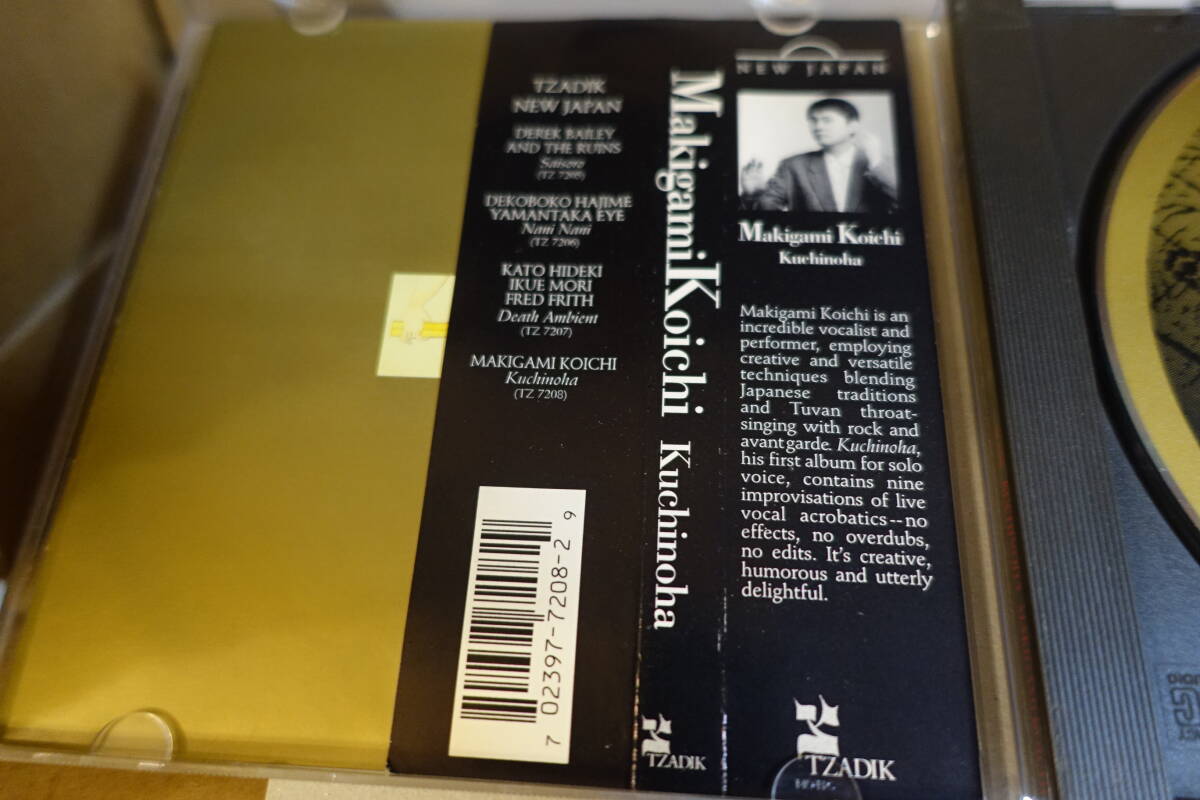 TZADIK
NEW JAPAN
DEREK BAILEY
AND THE RUINS
Saisoro
(TZ 7205)
DEKOBOKO HAJIME
YAMANTAKA EYE
Nani Nani
(TZ 7206)
KATO HIDEKI
IKUE MORI
FRED FRITH
Death Ambient
(TZ 7207)
MAKIGAMI KOICHI
Kuchinoha
(TZ 7208)
7 02397-7208-2 9
Makigami Koichi Kuchinoha
TZADIK
NEW JAPAN
Makigami Koichi
Kuchinoha
Makigami Koichi is an
incredible vocalist and
performer, employing
creative and versatile
techniques blending
Japanese traditions
and Tuvan throat-
singing with rock and
avantgarde. Kuchinoha,
his first album for solo
voice, contains nine
improvisations of live
vocal acrobatics--no
effects, no overdubs,
no edits. It's creative,
humorous and utterly
delightful.
TZADIK